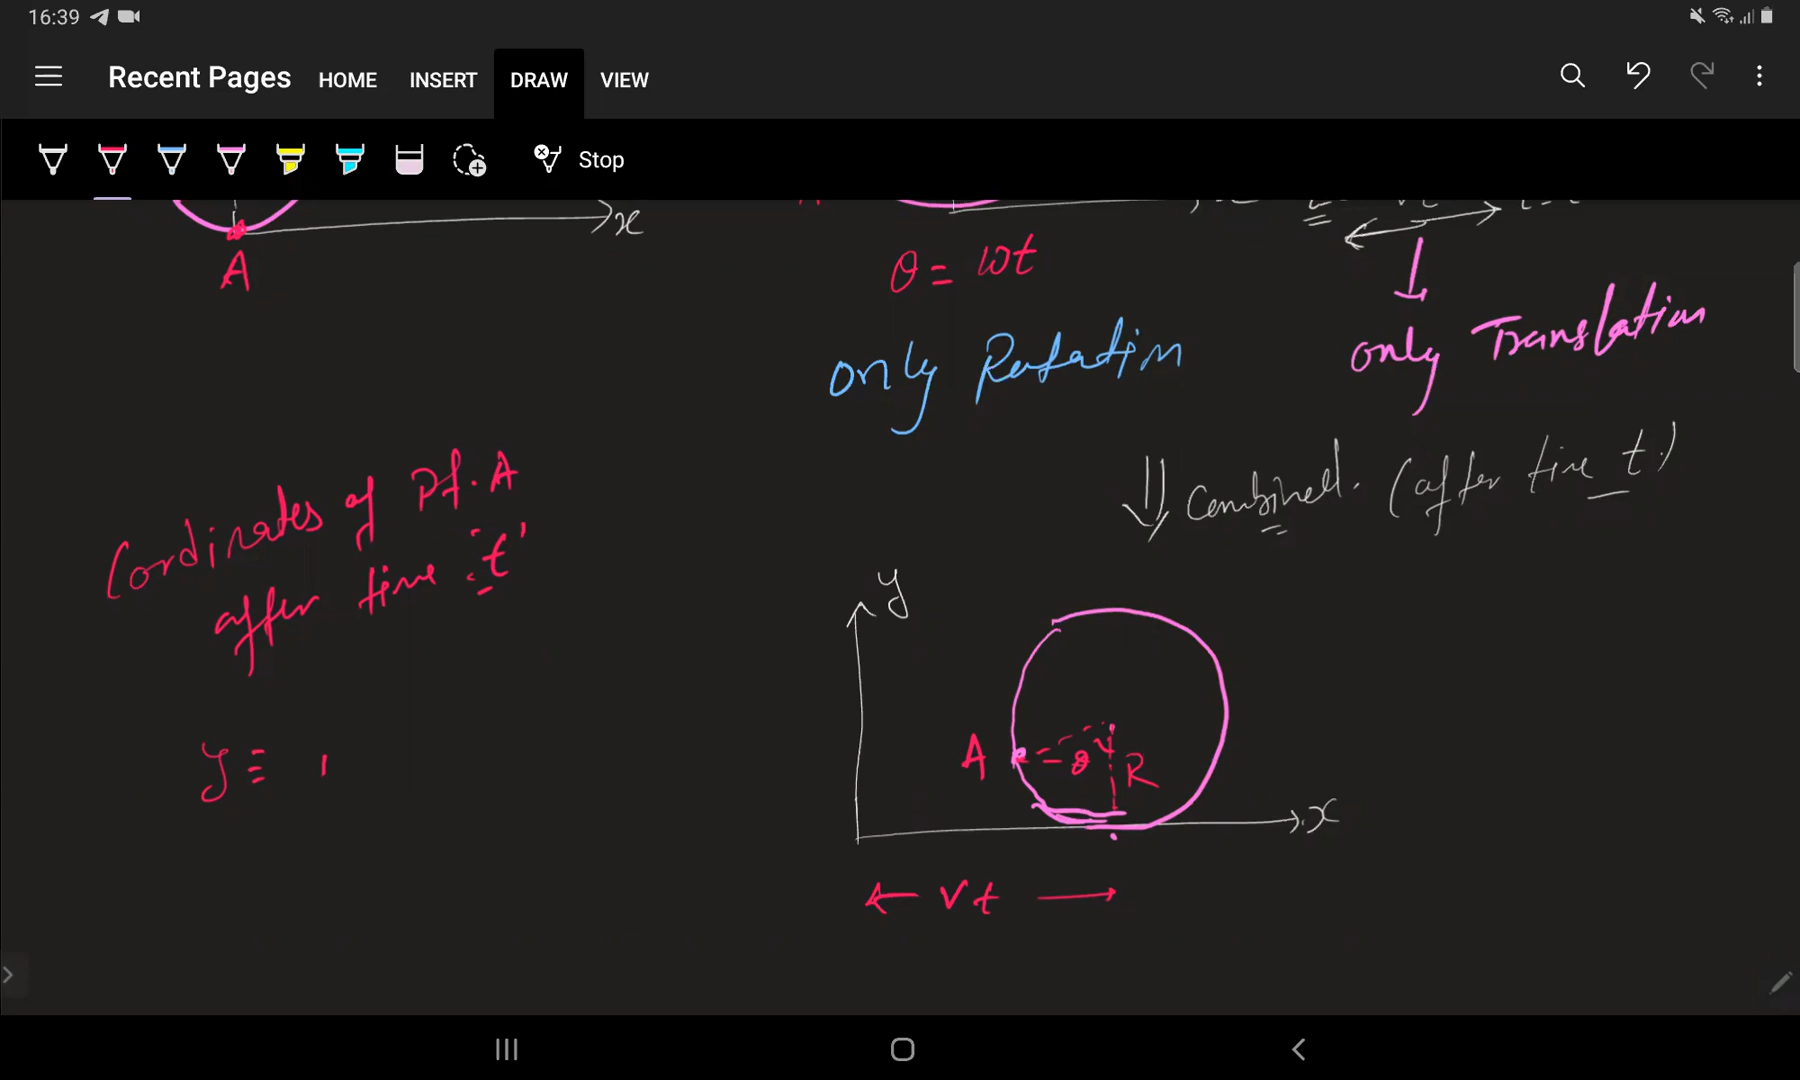 16:39
Recent Pages HOME INSERT DRAW VIEW
Stop
x
A
θ = ωt
only Rotation
only Translation
Combined. (after time t)
Cordinates of Pt. A
after time 't'
y
A θ R
x
y =
← Vt →